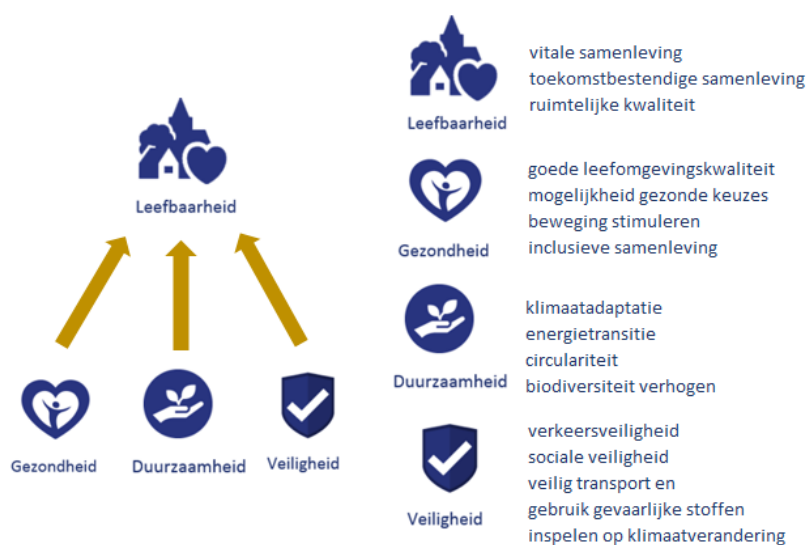 Leefbaarheid
Gezondheid
Duurzaamheid
Veiligheid
Leefbaarheid
vitale samenleving
toekomstbestendige samenleving
ruimtelijke kwaliteit
Gezondheid
goede leefomgevingskwaliteit
mogelijkheid gezonde keuzes
beweging stimuleren
inclusieve samenleving
Duurzaamheid
klimaatadaptatie
energietransitie
circulariteit
biodiversiteit verhogen
Veiligheid
verkeersveiligheid
sociale veiligheid
veilig transport en
gebruik gevaarlijke stoffen
inspelen op klimaatverandering